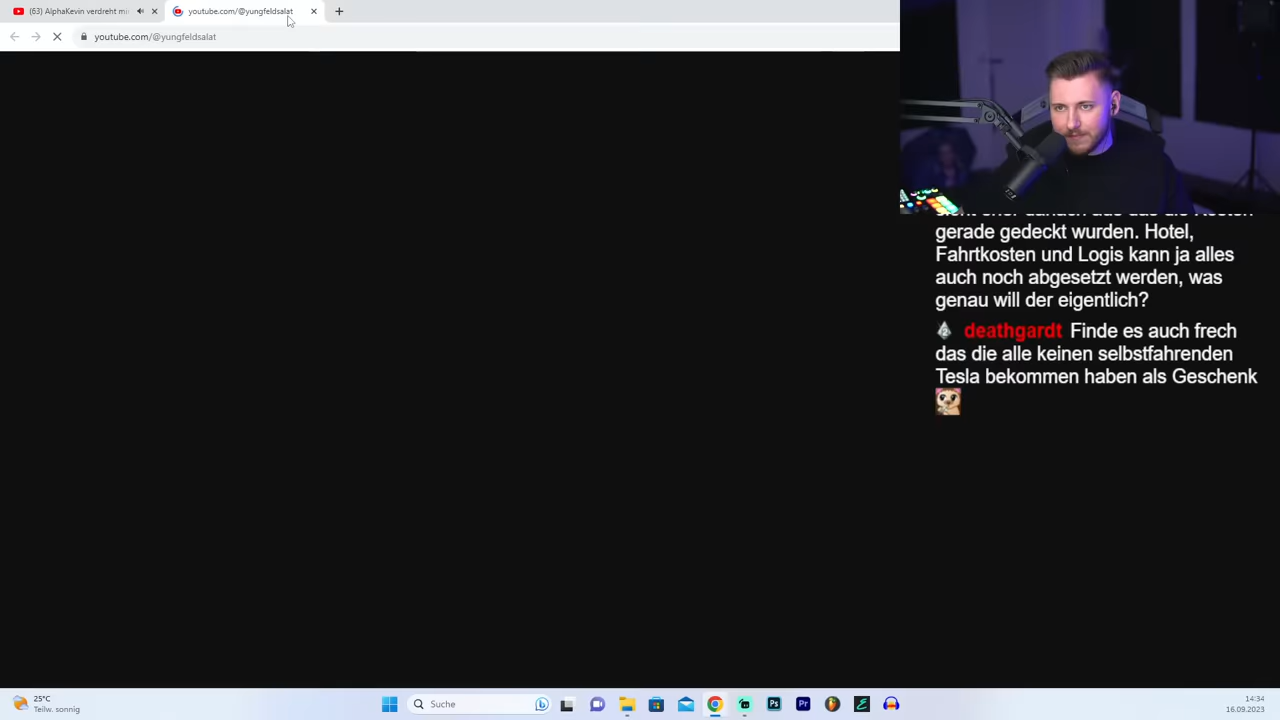 (63) AlphaKevin verdreht mi
youtube.com/@yungfeldsalat
youtube.com/@yungfeldsalat
gerade gedeckt wurden. Hotel,
Fahrtkosten und Logis kann ja alles
auch noch abgesetzt werden, was
genau will der eigentlich?
deathgardt Finde es auch frech
das die alle keinen selbstfahrenden
Tesla bekommen haben als Geschenk
25°C
Teilw. sonnig
Suche
Ps
Pr
14:34
16.09.2023